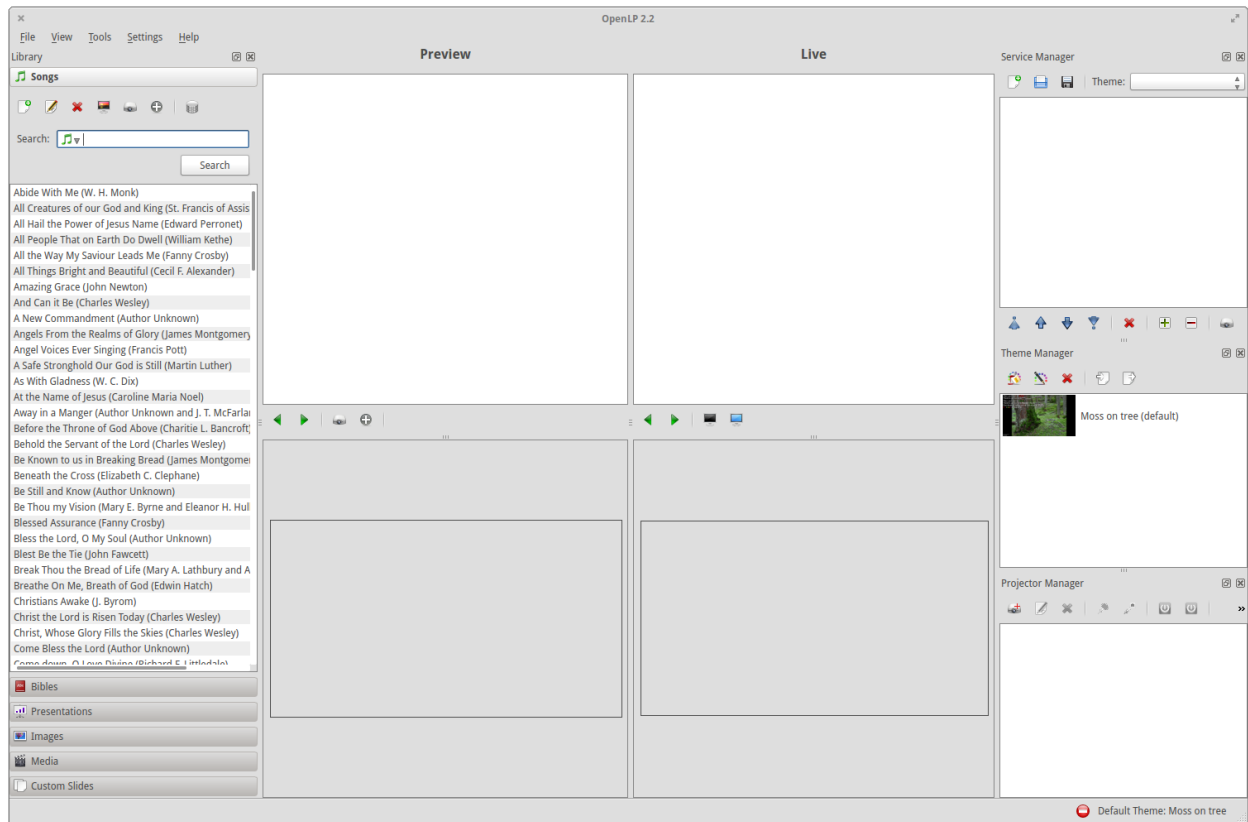 OpenLP 2.2
File View Tools Settings Help
Library
Songs
Search:
Search
Abide With Me (W. H. Monk)
All Creatures of our God and King (St. Francis of Assis
All Hail the Power of Jesus Name (Edward Perronet)
All People That on Earth Do Dwell (William Kethe)
All the Way My Saviour Leads Me (Fanny Crosby)
All Things Bright and Beautiful (Cecil F. Alexander)
Amazing Grace (John Newton)
And Can it Be (Charles Wesley)
A New Commandment (Author Unknown)
Angels From the Realms of Glory (James Montgomery
Angel Voices Ever Singing (Francis Pott)
A Safe Stronghold Our God is Still (Martin Luther)
As With Gladness (W. C. Dix)
At the Name of Jesus (Caroline Maria Noel)
Away in a Manger (Author Unknown and J. T. McFarla
Before the Throne of God Above (Charitie L. Bancroft)
Behold the Servant of the Lord (Charles Wesley)
Be Known to us in Breaking Bread (James Montgome
Beneath the Cross (Elizabeth C. Clephane)
Be Still and Know (Author Unknown)
Be Thou my Vision (Mary E. Byrne and Eleanor H. Hul
Blessed Assurance (Fanny Crosby)
Bless the Lord, O My Soul (Author Unknown)
Blest Be the Tie (John Fawcett)
Break Thou the Bread of Life (Mary A. Lathbury and A
Breathe On Me, Breath of God (Edwin Hatch)
Christians Awake (J. Byrom)
Christ the Lord is Risen Today (Charles Wesley)
Christ, Whose Glory Fills the Skies (Charles Wesley)
Come Bless the Lord (Author Unknown)
Come down, O Love Divine (Richard F. Littledale)
Bibles
Presentations
Images
Media
Custom Slides
Preview
Live
Service Manager
Theme:
Theme Manager
Moss on tree (default)
Projector Manager
Default Theme: Moss on tree